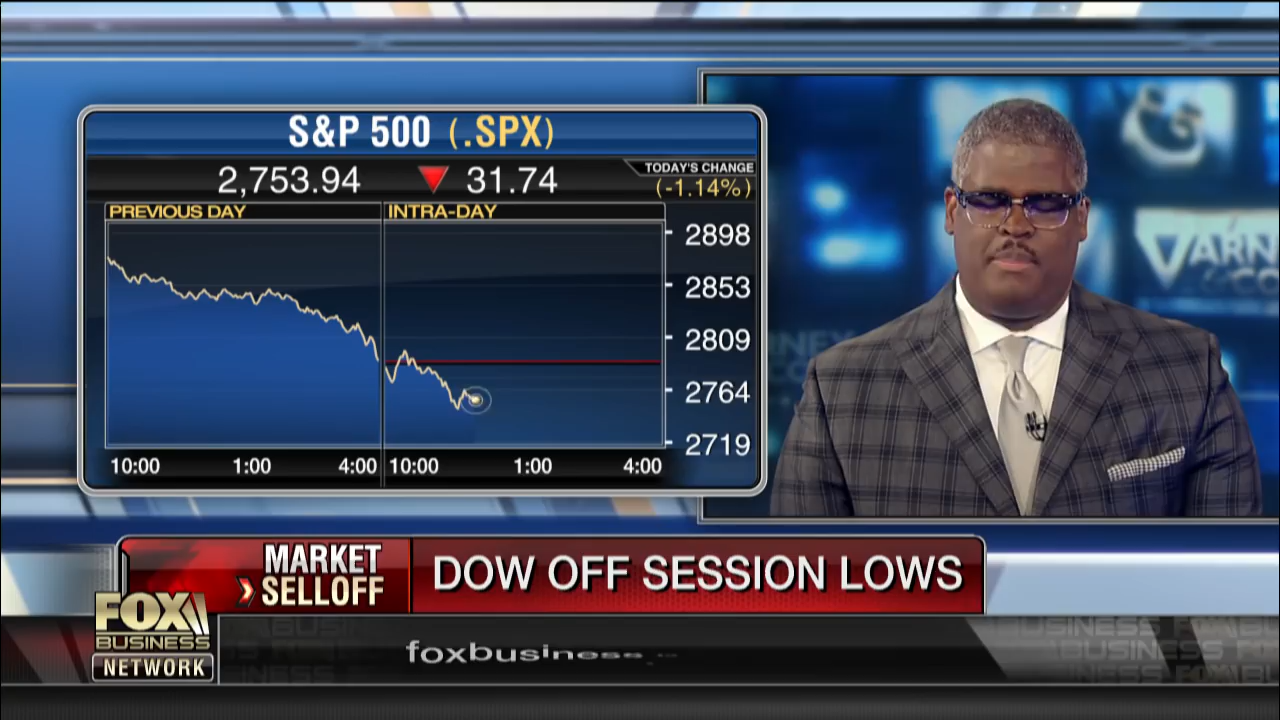 S&P 500 (.SPX)
2,753.94 ▼ 31.74
TODAY'S CHANGE
(-1.14%)
PREVIOUS DAY
INTRA-DAY
2898
2853
2809
2764
2719
10:00 1:00 4:00 10:00 1:00 4:00
VARN
& CO
MARKET
SELLOFF
DOW OFF SESSION LOWS
FOX
BUSINESS
NETWORK
foxbusiness